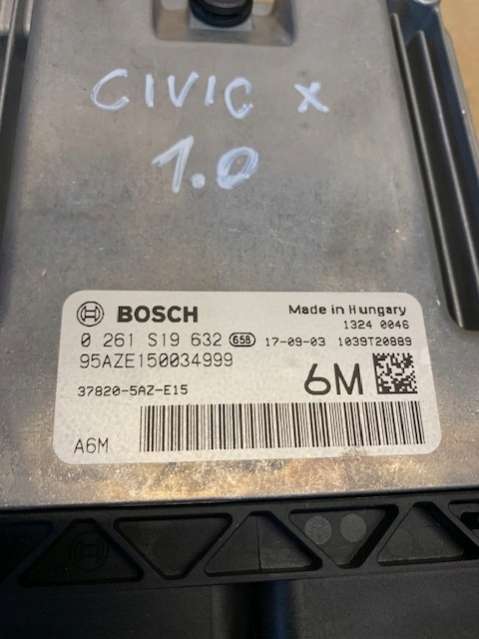 CIVIC X
1.0
BOSCH
Made in Hungary
1324 0046
0 261 S19 632 658 17-09-03 1039T20889
95AZE150034999
37820-5AZ-E15
6M
A6M